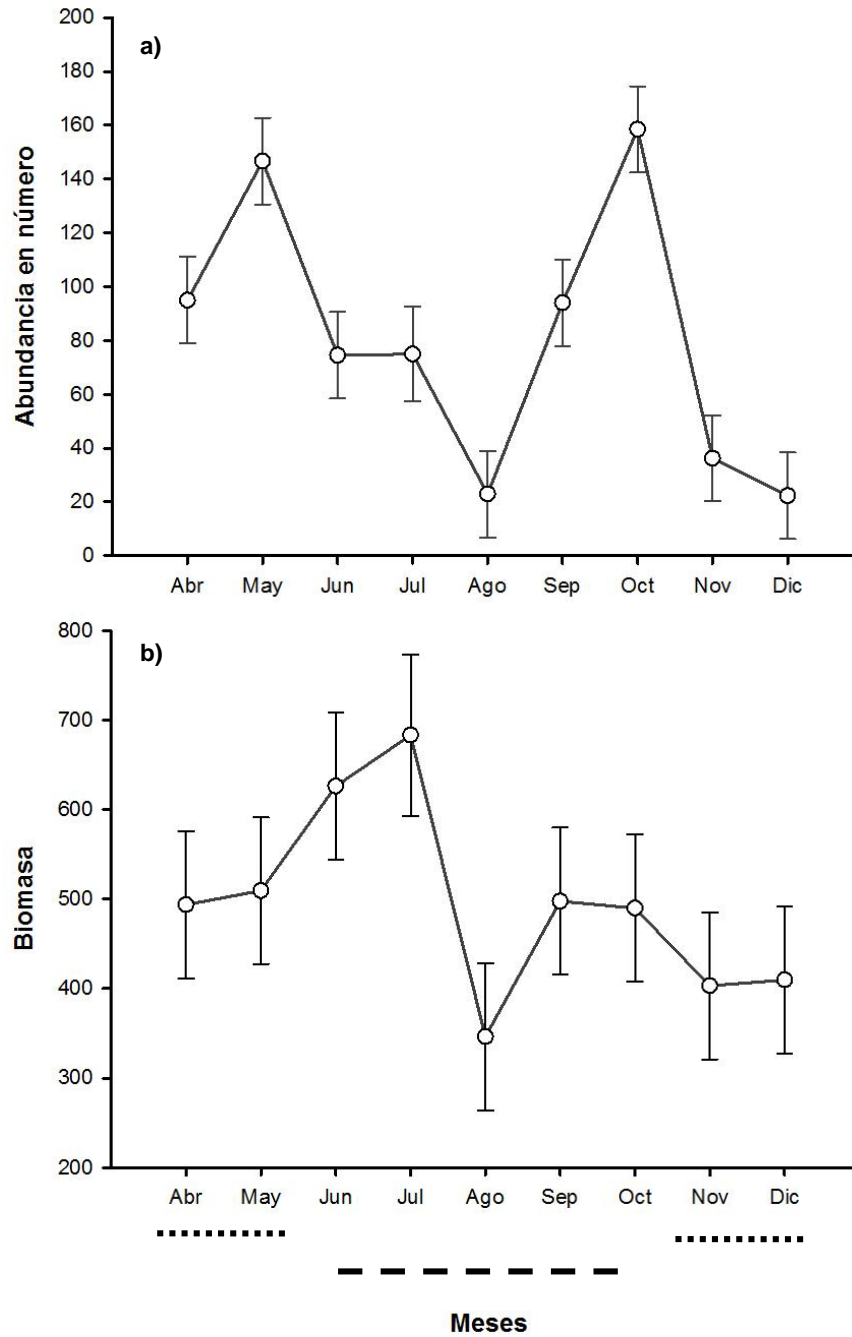 a)
Abundancia en número
200
180
160
140
120
100
80
60
40
20
0
Abr May Jun Jul Ago Sep Oct Nov Dic
b)
Biomasa
800
700
600
500
400
300
200
Abr May Jun Jul Ago Sep Oct Nov Dic
Meses